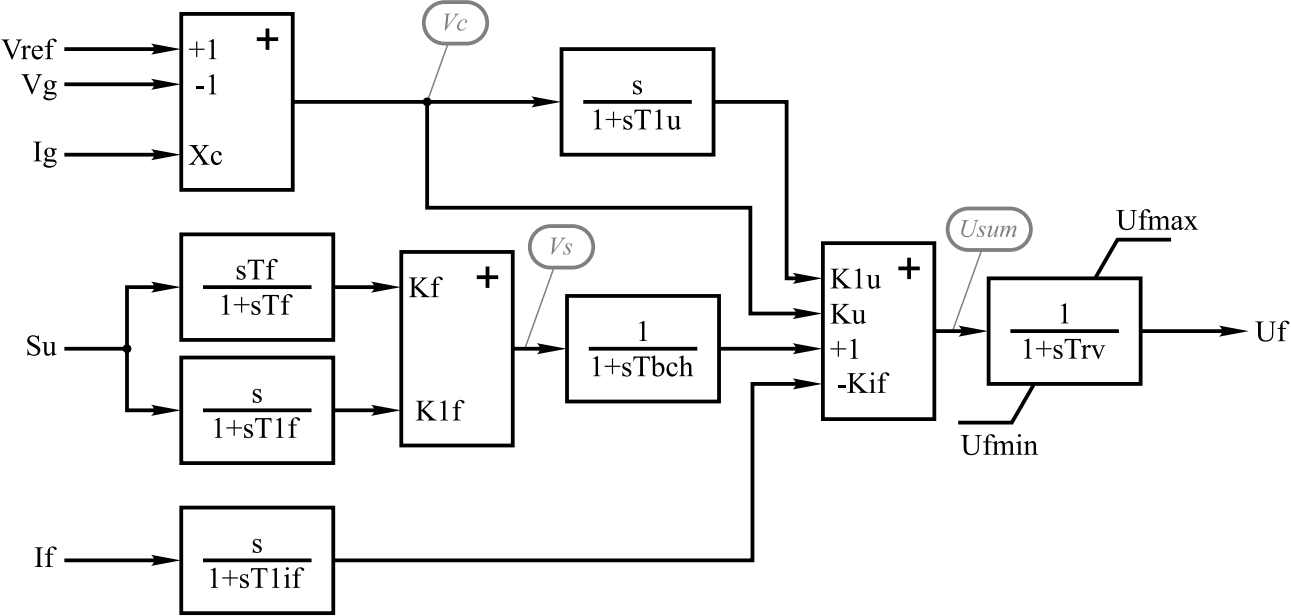 Vc
Vref
+1
+
Vg
-1
s
1+sT1u
Ig
Xc
Vs
Usum
Ufmax
sTf
1+sTf
Kf
+
K1u
+
Ku
1
1+sTbch
+1
1
1+sTrv
Uf
Su
-Kif
s
1+sT1f
K1f
Ufmin
If
s
1+sT1if